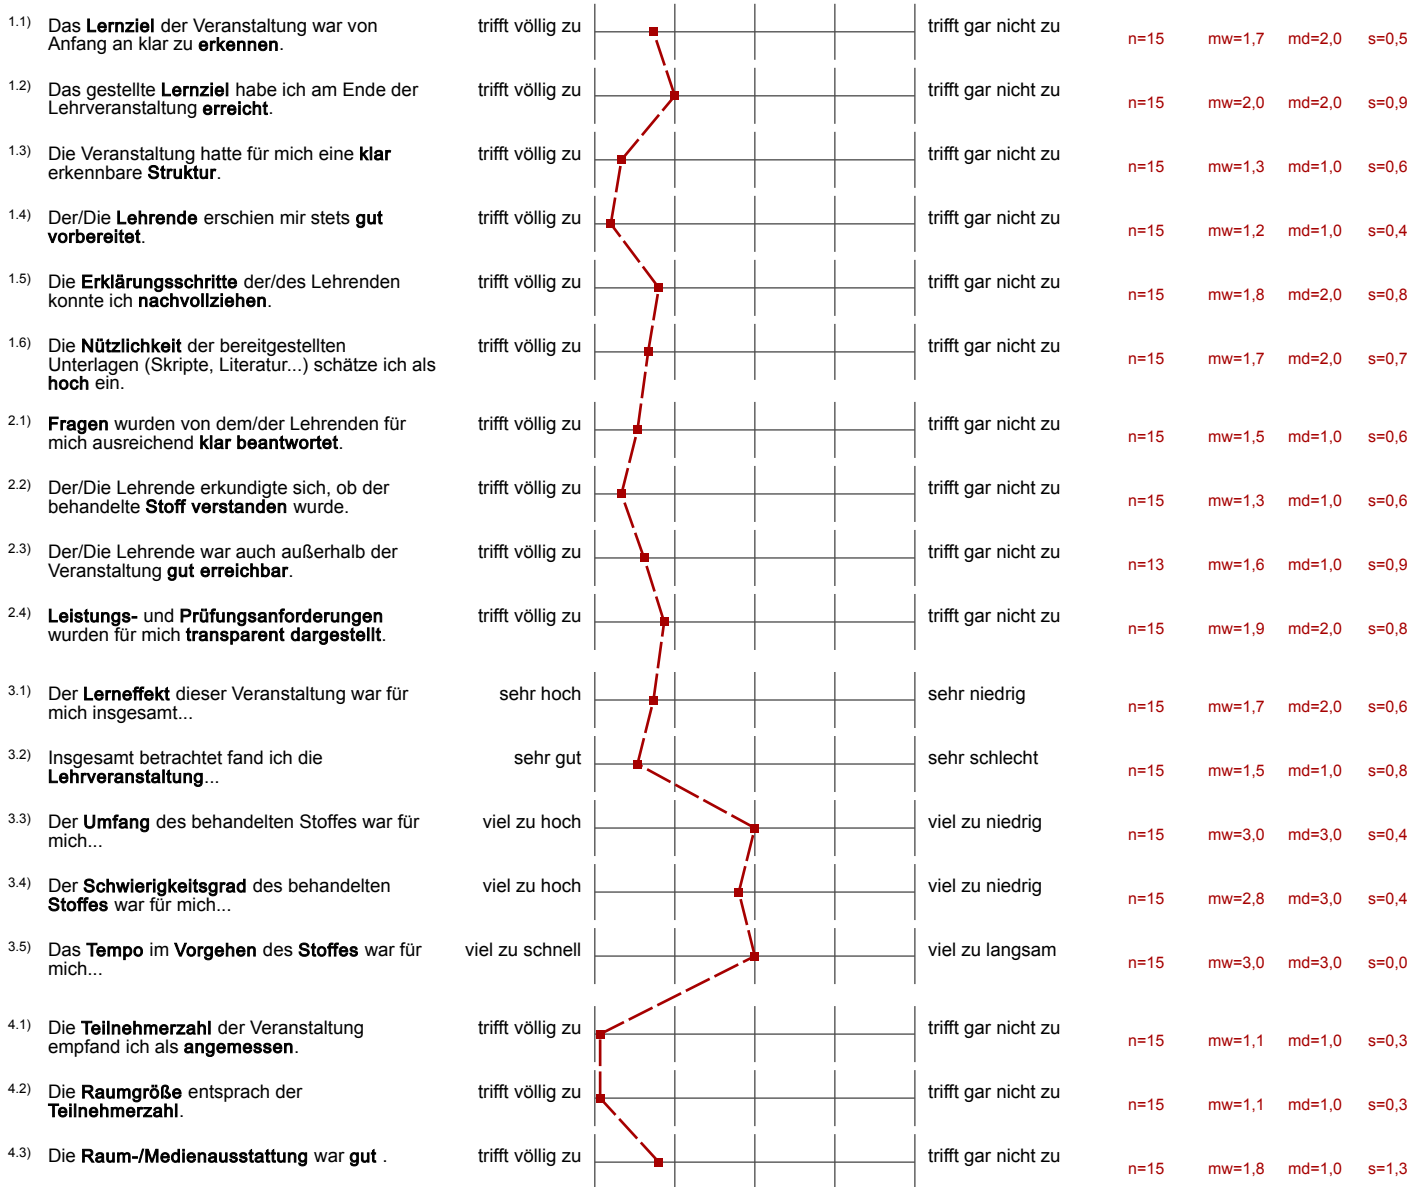 1.1) Das Lernziel der Veranstaltung war von trifft völlig zu trifft gar nicht zu
Anfang an klar zu erkennen. n=15 mw=1,7 md=2,0 s=0,5
1.2) Das gestellte Lernziel habe ich am Ende der trifft völlig zu trifft gar nicht zu
Lehrveranstaltung erreicht. n=15 mw=2,0 md=2,0 s=0,9
1.3) Die Veranstaltung hatte für mich eine klar trifft völlig zu trifft gar nicht zu
erkennbare Struktur. n=15 mw=1,3 md=1,0 s=0,6
1.4) Der/Die Lehrende erschien mir stets gut trifft völlig zu trifft gar nicht zu
vorbereitet. n=15 mw=1,2 md=1,0 s=0,4
1.5) Die Erklärungsschritte der/des Lehrenden trifft völlig zu trifft gar nicht zu
konnte ich nachvollziehen. n=15 mw=1,8 md=2,0 s=0,8
1.6) Die Nützlichkeit der bereitgestellten trifft völlig zu trifft gar nicht zu
Unterlagen (Skripte, Literatur...) schätze ich als n=15 mw=1,7 md=2,0 s=0,7
hoch ein.
2.1) Fragen wurden von dem/der Lehrenden für trifft völlig zu trifft gar nicht zu
mich ausreichend klar beantwortet. n=15 mw=1,5 md=1,0 s=0,6
2.2) Der/Die Lehrende erkundigte sich, ob der trifft völlig zu trifft gar nicht zu
behandelte Stoff verstanden wurde. n=15 mw=1,3 md=1,0 s=0,6
2.3) Der/Die Lehrende war auch außerhalb der trifft völlig zu trifft gar nicht zu
Veranstaltung gut erreichbar. n=13 mw=1,6 md=1,0 s=0,9
2.4) Leistungs- und Prüfungsanforderungen trifft völlig zu trifft gar nicht zu
wurden für mich transparent dargestellt. n=15 mw=1,9 md=2,0 s=0,8
3.1) Der Lerneffekt dieser Veranstaltung war für sehr hoch sehr niedrig
mich insgesamt... n=15 mw=1,7 md=2,0 s=0,6
3.2) Insgesamt betrachtet fand ich die sehr gut sehr schlecht
Lehrveranstaltung... n=15 mw=1,5 md=1,0 s=0,8
3.3) Der Umfang des behandelten Stoffes war für viel zu hoch viel zu niedrig
mich... n=15 mw=3,0 md=3,0 s=0,4
3.4) Der Schwierigkeitsgrad des behandelten viel zu hoch viel zu niedrig
Stoffes war für mich... n=15 mw=2,8 md=3,0 s=0,4
3.5) Das Tempo im Vorgehen des Stoffes war für viel zu schnell viel zu langsam
mich... n=15 mw=3,0 md=3,0 s=0,0
4.1) Die Teilnehmerzahl der Veranstaltung trifft völlig zu trifft gar nicht zu
empfand ich als angemessen. n=15 mw=1,1 md=1,0 s=0,3
4.2) Die Raumgröße entsprach der trifft völlig zu trifft gar nicht zu
Teilnehmerzahl. n=15 mw=1,1 md=1,0 s=0,3
4.3) Die Raum-/Medienausstattung war gut . trifft völlig zu trifft gar nicht zu
n=15 mw=1,8 md=1,0 s=1,3